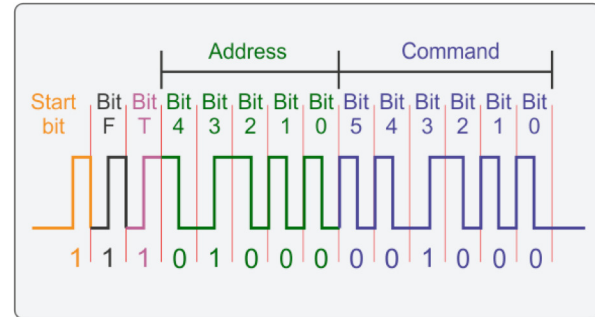 Address Command
Start Bit Bit Bit Bit Bit Bit Bit Bit Bit Bit Bit Bit Bit
bit F T 4 3 2 1 0 5 4 3 2 1 0
1 1 1 0 1 0 0 0 0 0 1 0 0 0